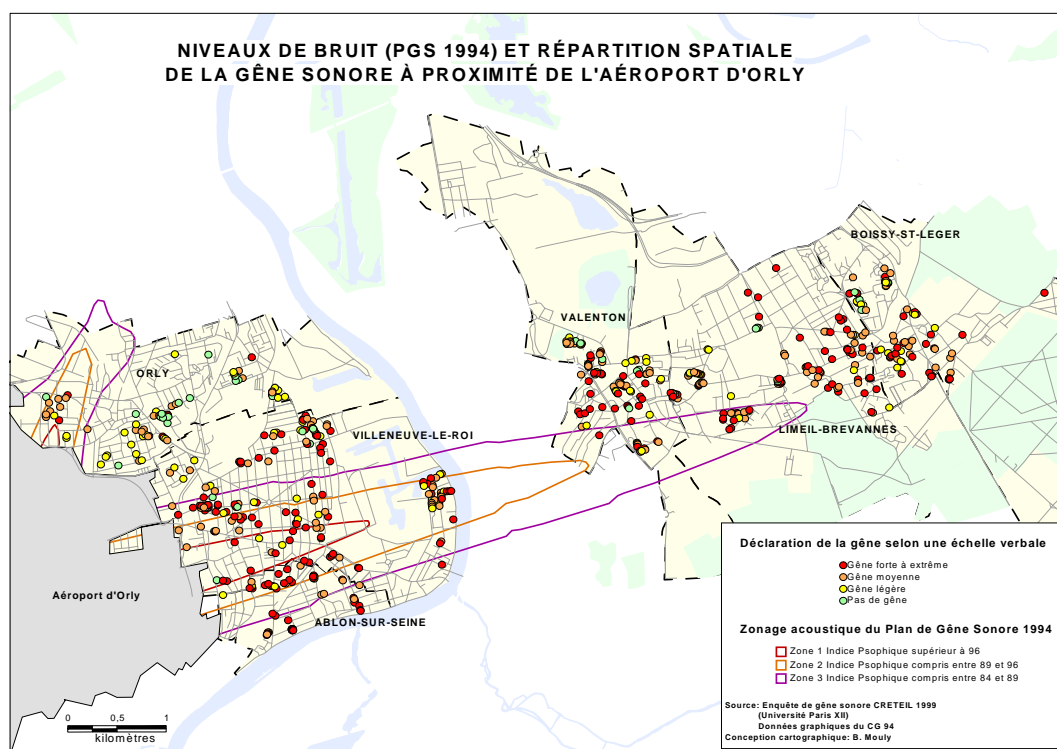 NIVEAUX DE BRUIT (PGS 1994) ET RÉPARTITION SPATIALE
DE LA GÊNE SONORE À PROXIMITÉ DE L'AÉROPORT D'ORLY
BOISSY-ST-LEGER
VALENTON
ORLY
VILLENEUVE-LE-ROI
LIMEIL-BREVANNES
Aéroport d'Orly
ABLON-SUR-SEINE
0 0,5 1
kilomètres
Déclaration de la gêne selon une échelle verbale
Gêne forte à extrême
Gêne moyenne
Gêne légère
Pas de gêne
Zonage acoustique du Plan de Gêne Sonore 1994
Zone 1 Indice Psophique supérieur à 96
Zone 2 Indice Psophique compris entre 89 et 96
Zone 3 Indice Psophique compris entre 84 et 89
Source: Enquête de gêne sonore CRETEIL 1999
(Université Paris XII)
Données graphiques du CG 94
Conception cartographique: B. Mouly